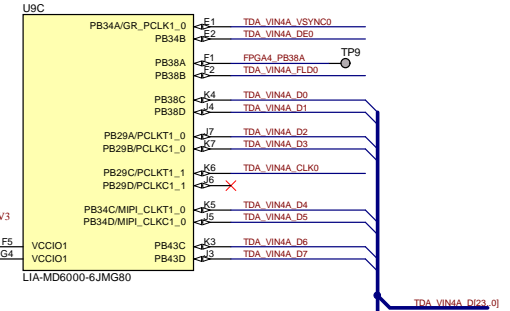 U9C
PB34A/GR_PCLK1_0 E1 TDA_VIN4A_VSYNC0
PB34B E2 TDA_VIN4A_DE0
TP9
PB38A F1 FPGA4_PB38A
PB38B F2 TDA_VIN4A_FLD0
PB38C K4 TDA_VIN4A_D0
PB38D J4 TDA_VIN4A_D1
PB29A/PCLKT1_0 J7 TDA_VIN4A_D2
PB29B/PCLKC1_0 K7 TDA_VIN4A_D3
PB29C/PCLKT1_1 K6 TDA_VIN4A_CLK0
PB29D/PCLKC1_1 J6
PB34C/MIPI_CLKT1_0 K5 TDA_VIN4A_D4
V3 PB34D/MIPI_CLKC1_0 J5 TDA_VIN4A_D5
F5 VCCIO1 PB43C K3 TDA_VIN4A_D6
G4 VCCIO1 PB43D J3 TDA_VIN4A_D7
LIA-MD6000-6JMG80
TDA_VIN4A_D[23..0]